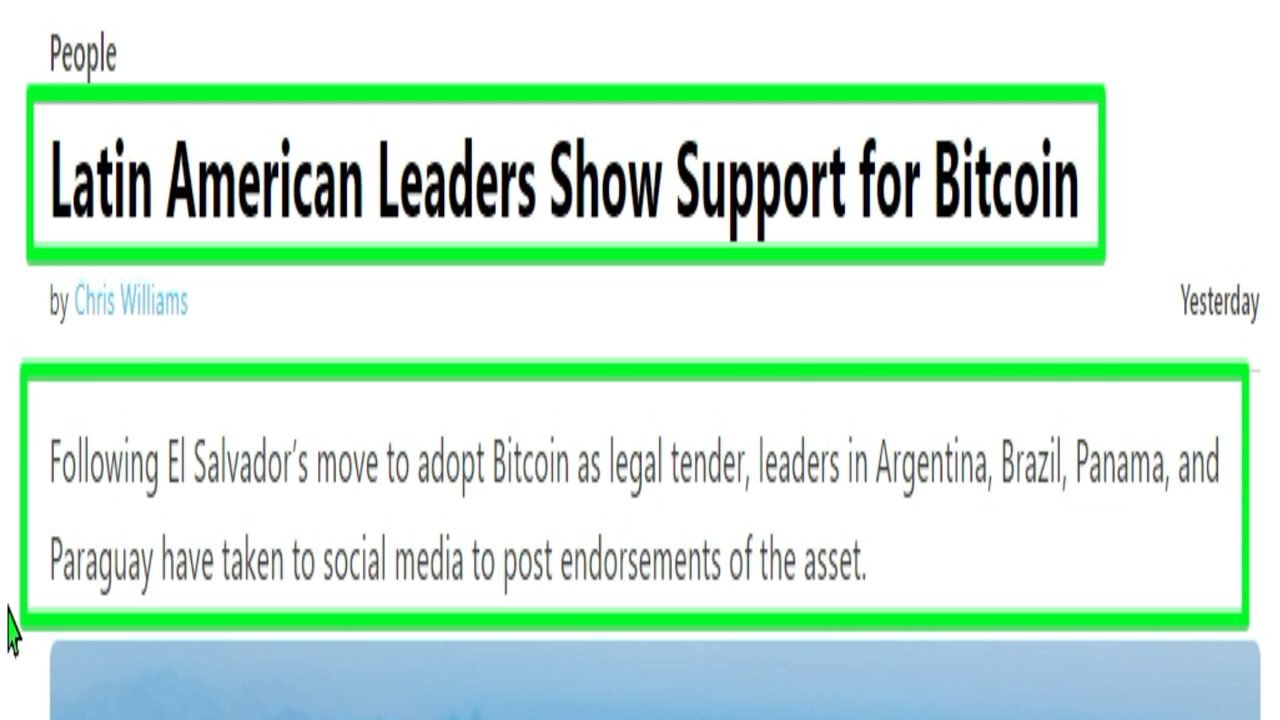 People
Latin American Leaders Show Support for Bitcoin
by Chris Williams
Yesterday
Following El Salvador's move to adopt Bitcoin as legal tender, leaders in Argentina, Brazil, Panama, and
Paraguay have taken to social media to post endorsements of the asset.